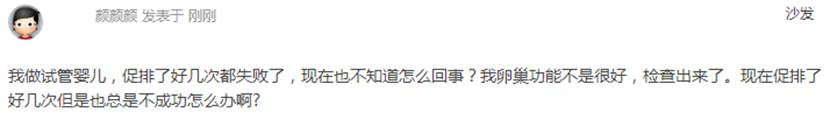 颜颜颜 发表于 刚刚 沙发
我做试管婴儿，促排了好几次都失败了，现在也不知道怎么回事？我卵巢功能不是很好，检查出来了。现在促排了
好几次但是也总是不成功怎么办啊?